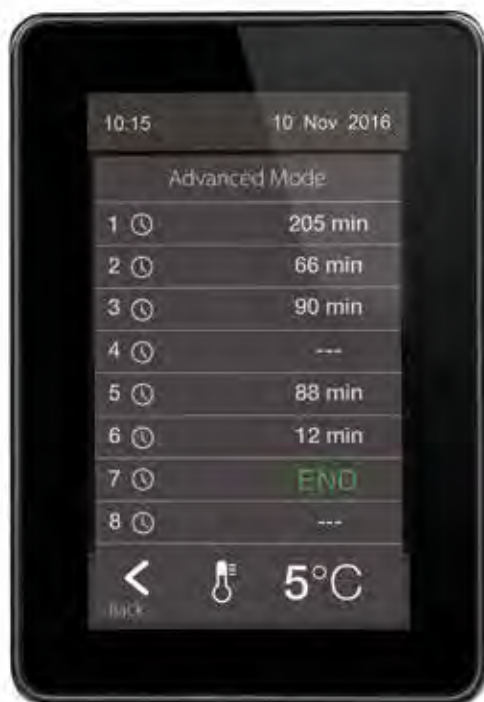 10:15 10 Nov 2016
Advanced Mode
1 205 min
2 66 min
3 90 min
4 ---
5 88 min
6 12 min
7 END
8 ---
5°C
Back